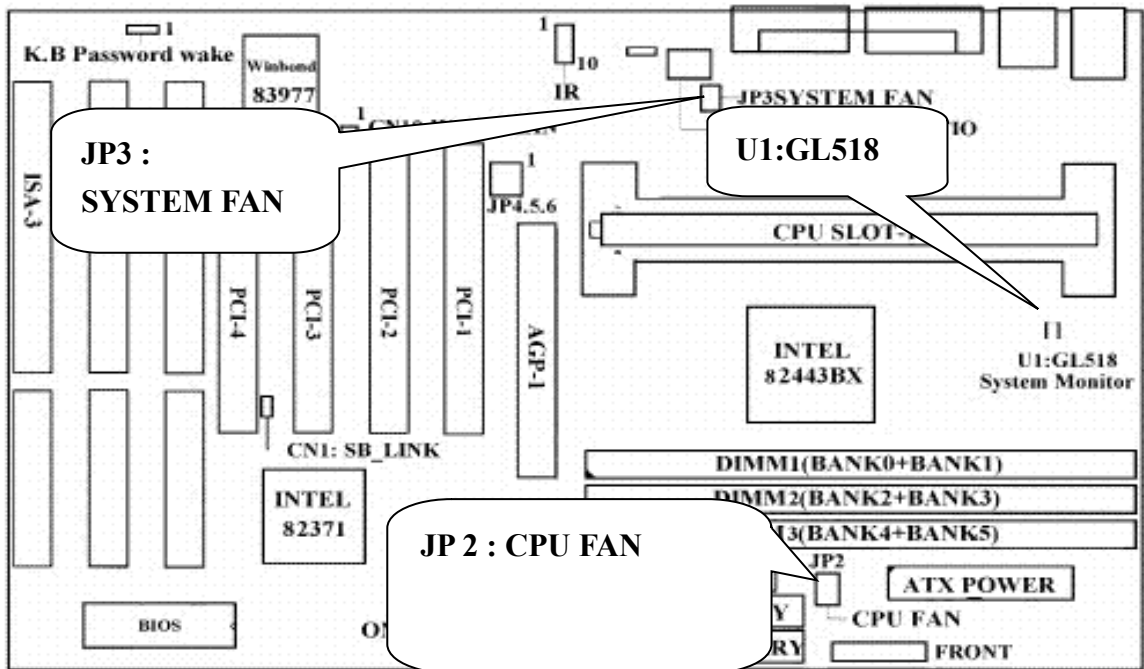 1
K.B Password wake
Winbond
83977
1
10
IR
JP3SYSTEM FAN
JP3 :
SYSTEM FAN
1
U1:GL518
1
JP4.5.6
ISA-3
CPU SLOT-1
PCI-4
PCI-3
PCI-2
PCI-1
AGP-1
INTEL
82443BX
U1:GL518
System Monitor
CN1: SB_LINK
INTEL
82371
DIMM1(BANK0+BANK1)
DIMM2(BANK2+BANK3)
3(BANK4+BANK5)
JP 2 : CPU FAN
JP2
ATX POWER
CPU FAN
BIOS
FRONT